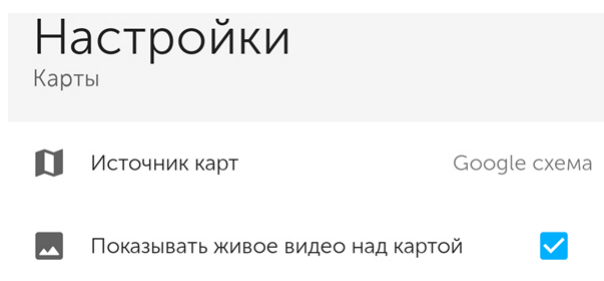 Настройки
Карты
Источник карт Google схема
Показывать живое видео над картой